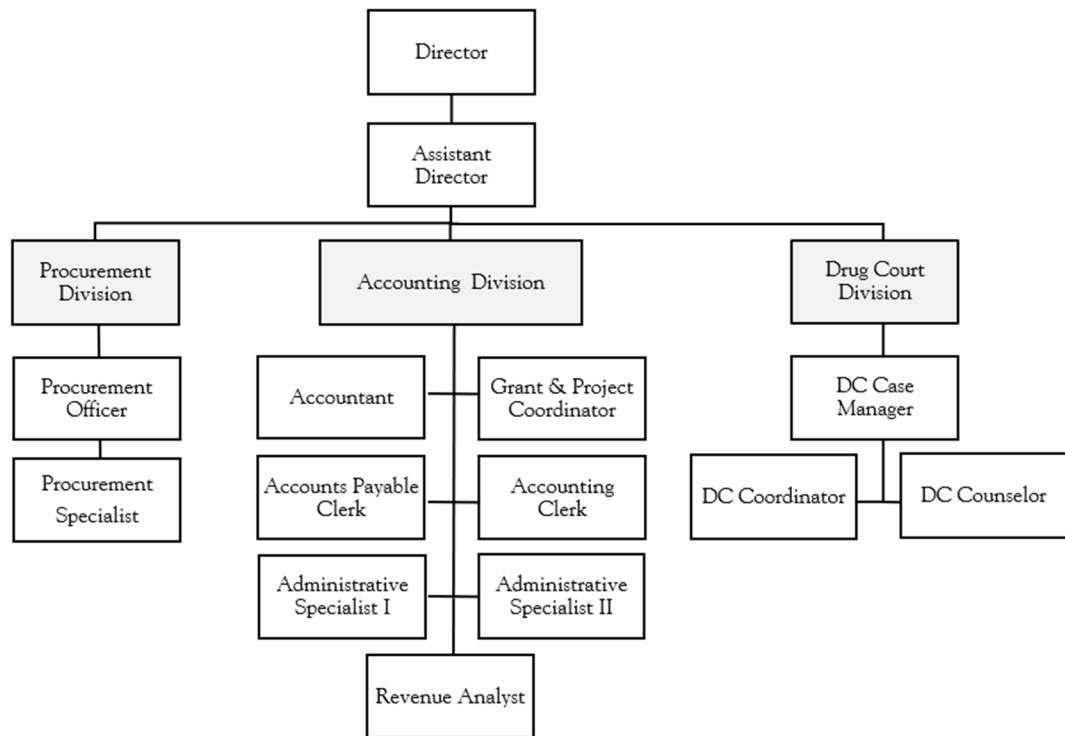 Director
Assistant
Director
Procurement
Division
Accounting Division
Drug Court
Division
Procurement
Officer
Procurement
Specialist
Accountant
Grant & Project
Coordinator
Accounts Payable
Clerk
Accounting
Clerk
Administrative
Specialist I
Administrative
Specialist II
Revenue Analyst
DC Case
Manager
DC Coordinator
DC Counselor